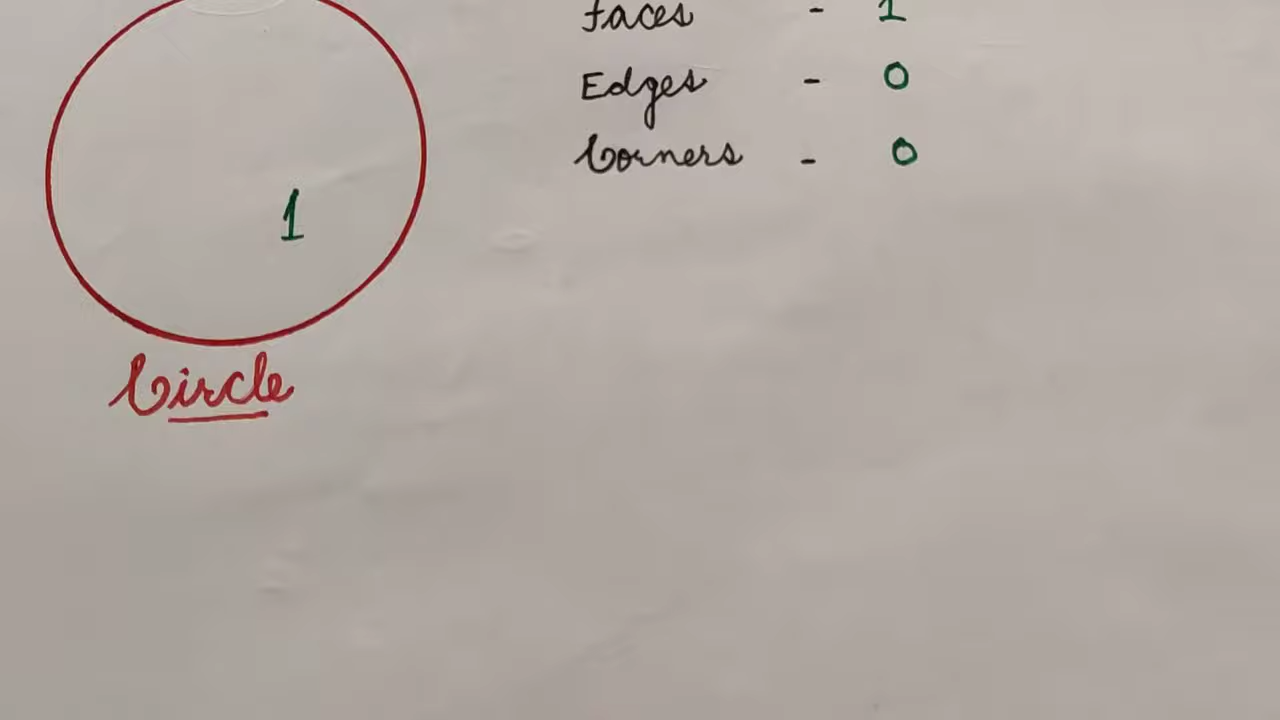 Faces - 1
Edges - 0
Corners - 0
1
Circle